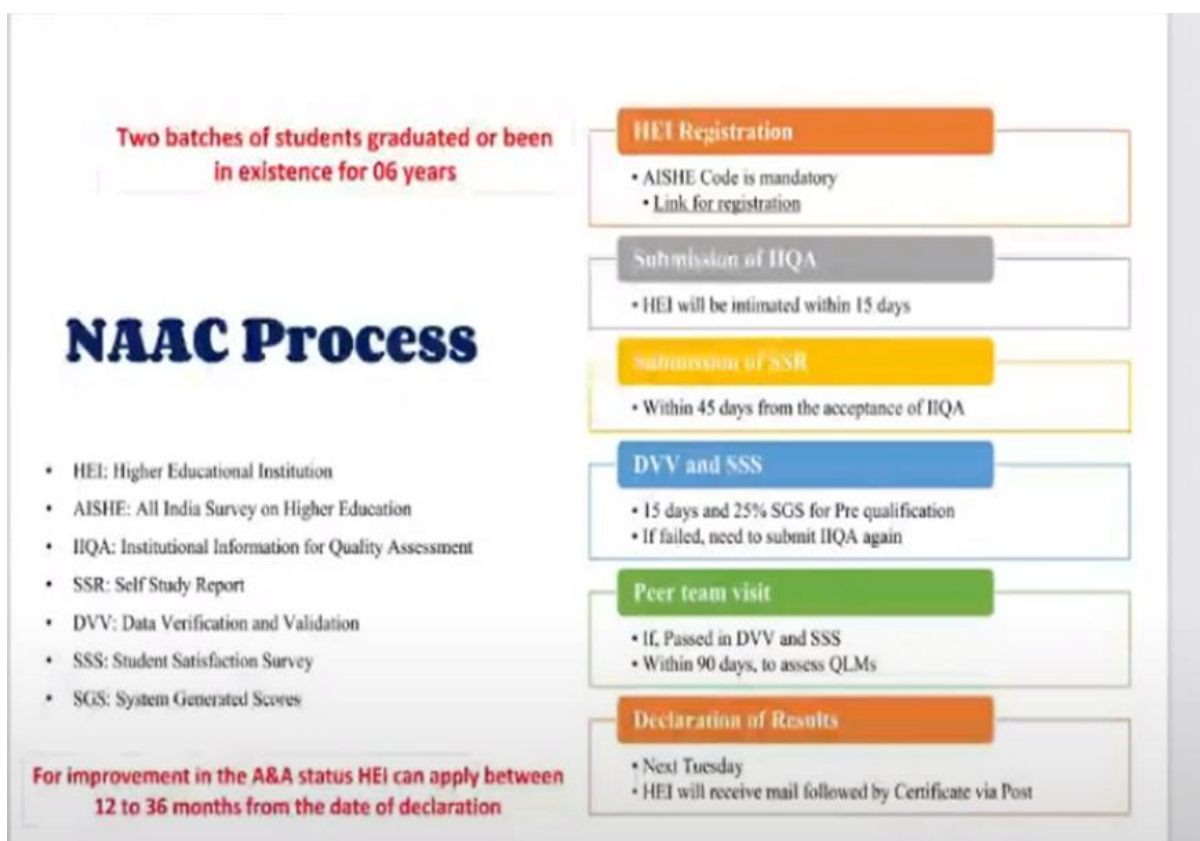 Two batches of students graduated or been
in existence for 06 years
NAAC Process
• HEI: Higher Educational Institution
• AISHE: All India Survey on Higher Education
• IIQA: Institutional Information for Quality Assessment
• SSR: Self Study Report
• DVV: Data Verification and Validation
• SSS: Student Satisfaction Survey
• SGS: System Generated Scores
For improvement in the A&A status HEI can apply between
12 to 36 months from the date of declaration
HEI Registration
• AISHE Code is mandatory
• Link for registration
Submission of IIQA
• HEI will be intimated within 15 days
Submission of SSR
• Within 45 days from the acceptance of IIQA
DVV and SSS
• 15 days and 25% SGS for Pre qualification
• If failed, need to submit IIQA again
Peer team visit
• If, Passed in DVV and SSS
• Within 90 days, to assess QLMs
Declaration of Results
• Next Tuesday
• HEI will receive mail followed by Certificate via Post